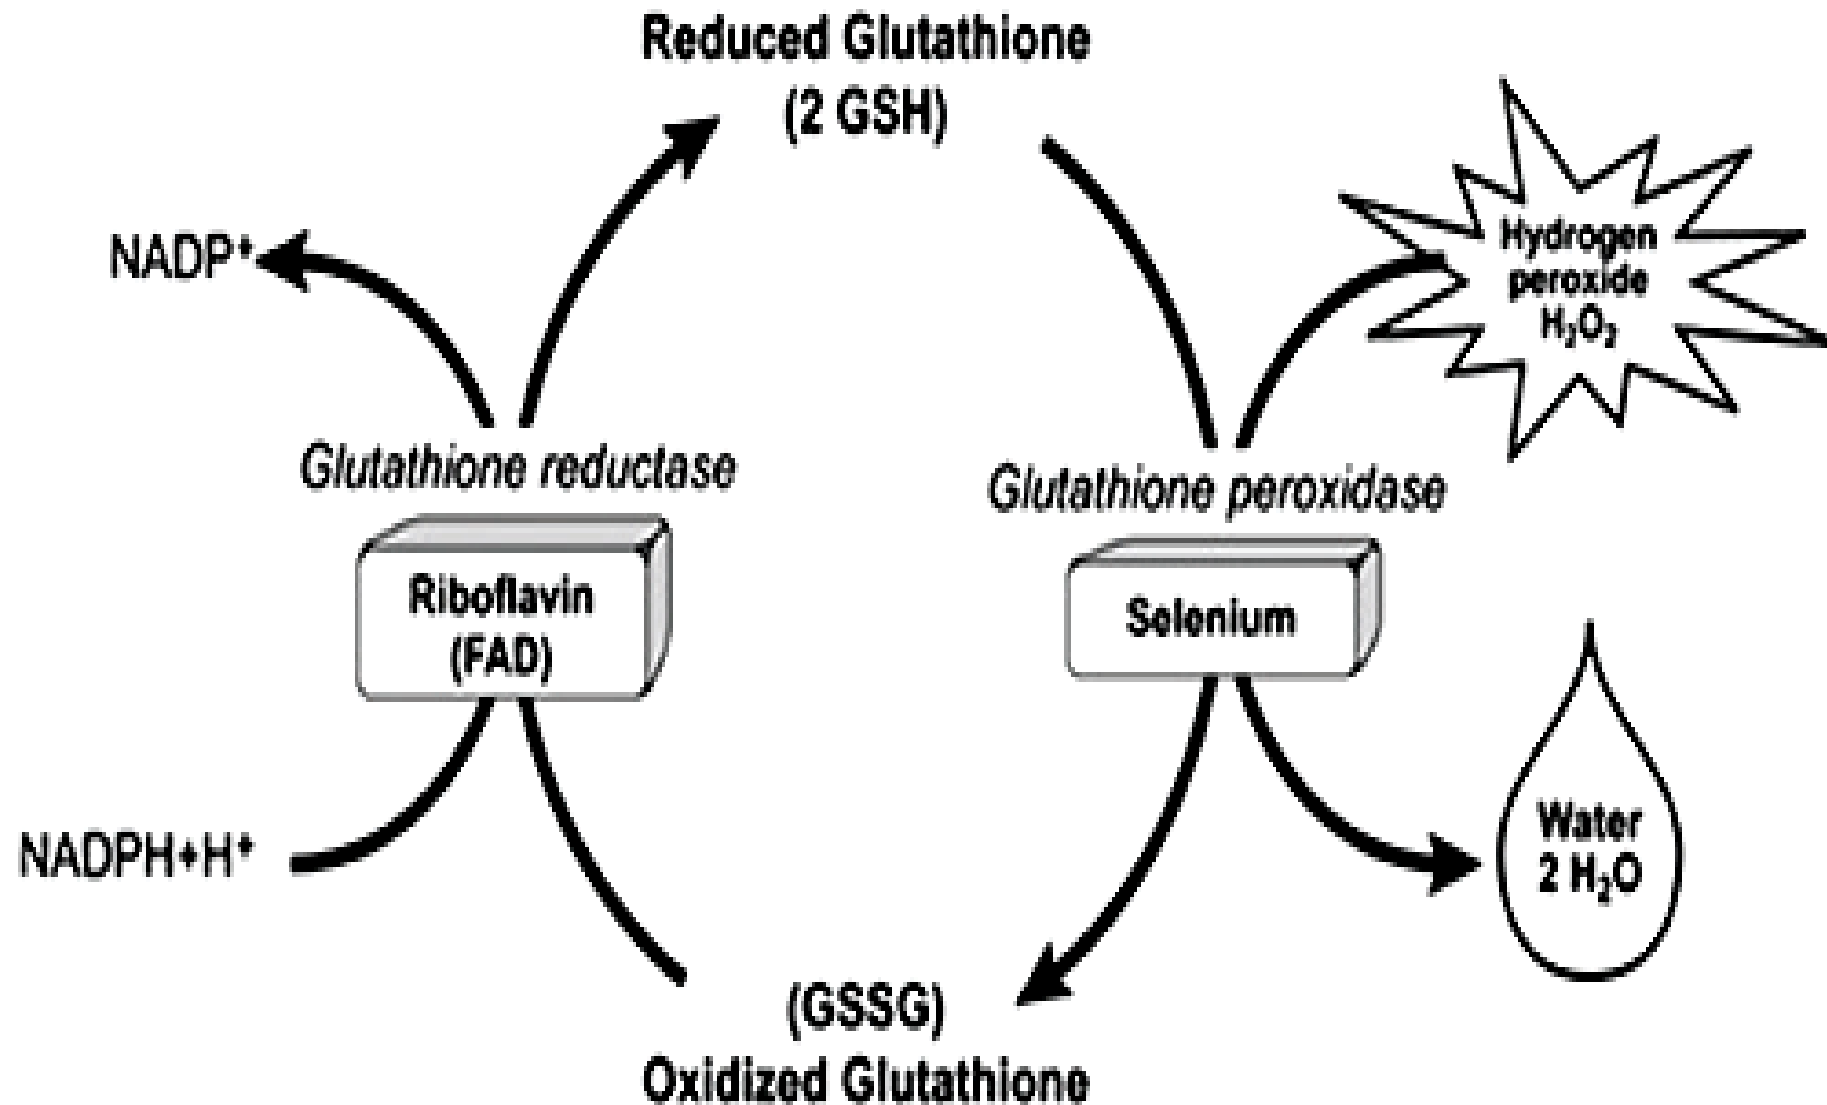 Reduced Glutathione
(2 GSH)
NADP⁺
Hydrogen
peroxide
H₂O₂
Glutathione reductase
Glutathione peroxidase
Riboflavin
(FAD)
Selenium
NADPH+H⁺
Water
2 H₂O
(GSSG)
Oxidized Glutathione